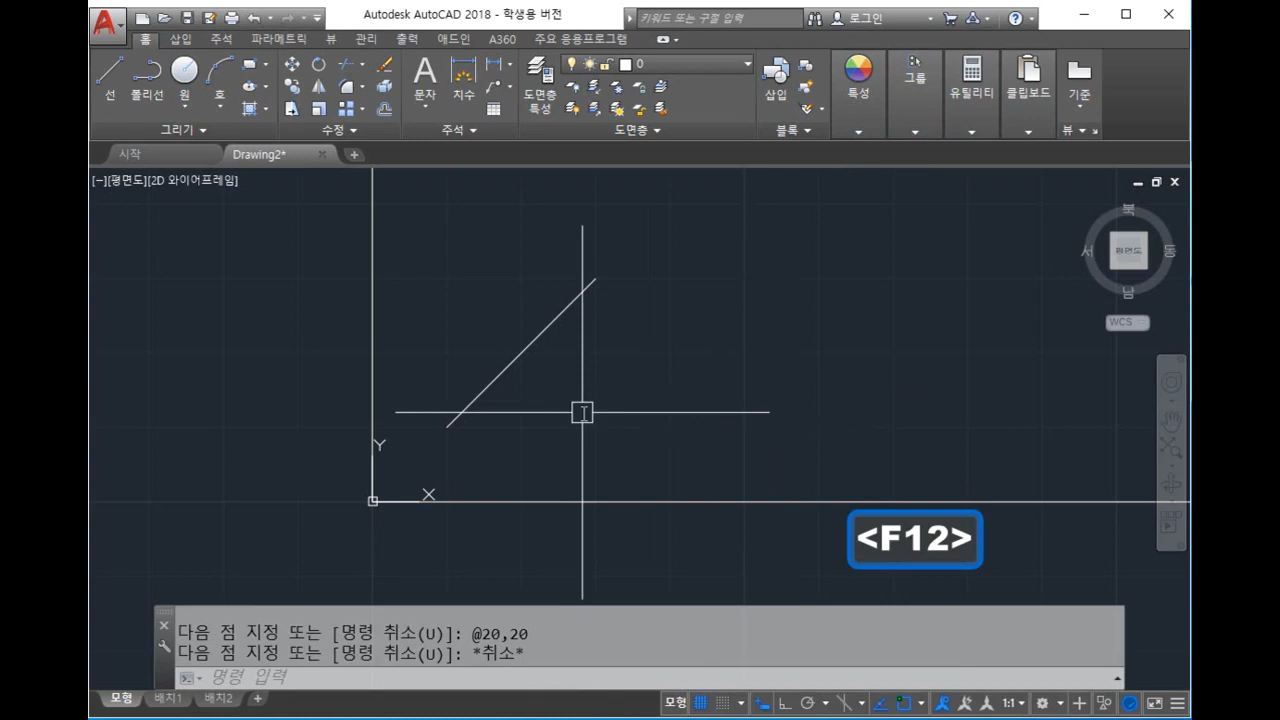 Autodesk AutoCAD 2018 - 학생용 버전
키워드 또는 구절 입력
로그인
홈 삽입 주석 파라메트릭 뷰 관리 출력 애드인 A360 주요 응용프로그램
선 폴리선 원 호
문자 치수
도면층 특성
0
삽입 특성 그룹 유틸리티 클립보드 기준
그리기 수정 주석 도면층 블록 뷰
시작 Drawing2*
[−][평면도][2D 와이어프레임]
북
서 평면도 동
남
WCS
Y
X
<F12>
다음 점 지정 또는 [명령 취소(U)]: @20,20
다음 점 지정 또는 [명령 취소(U)]: *취소*
명령 입력
모형 배치1 배치2 +
모형 1:1